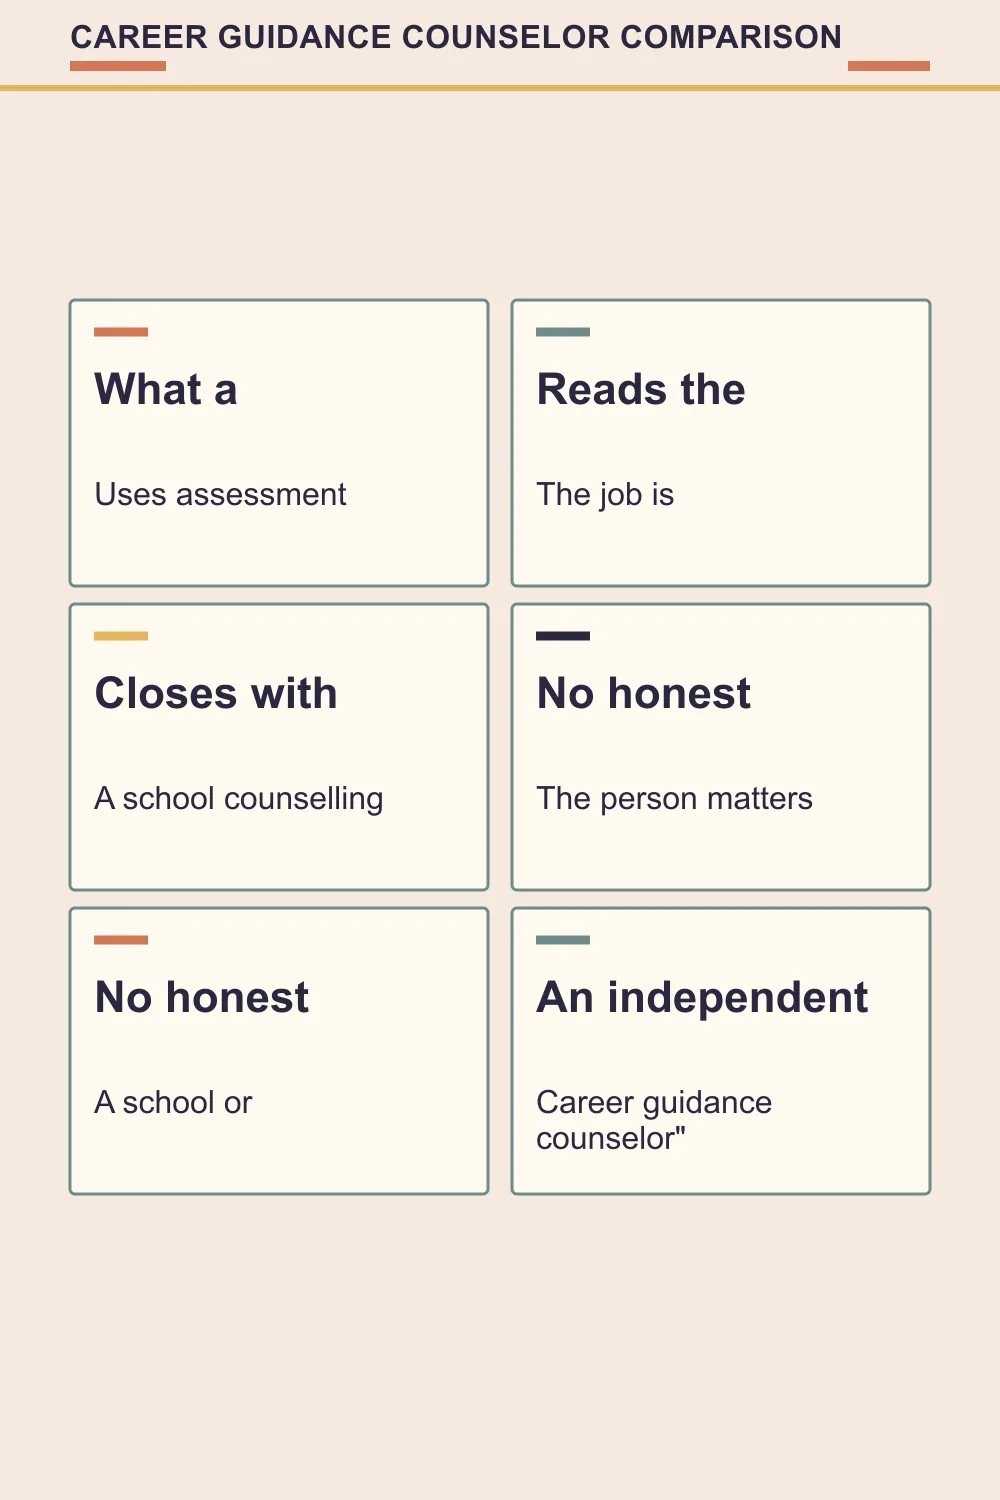 CAREER GUIDANCE COUNSELOR COMPARISON
What a
Uses assessment
Reads the
The job is
Closes with
A school counselling
No honest
The person matters
No honest
A school or
An independent
Career guidance
counselor"